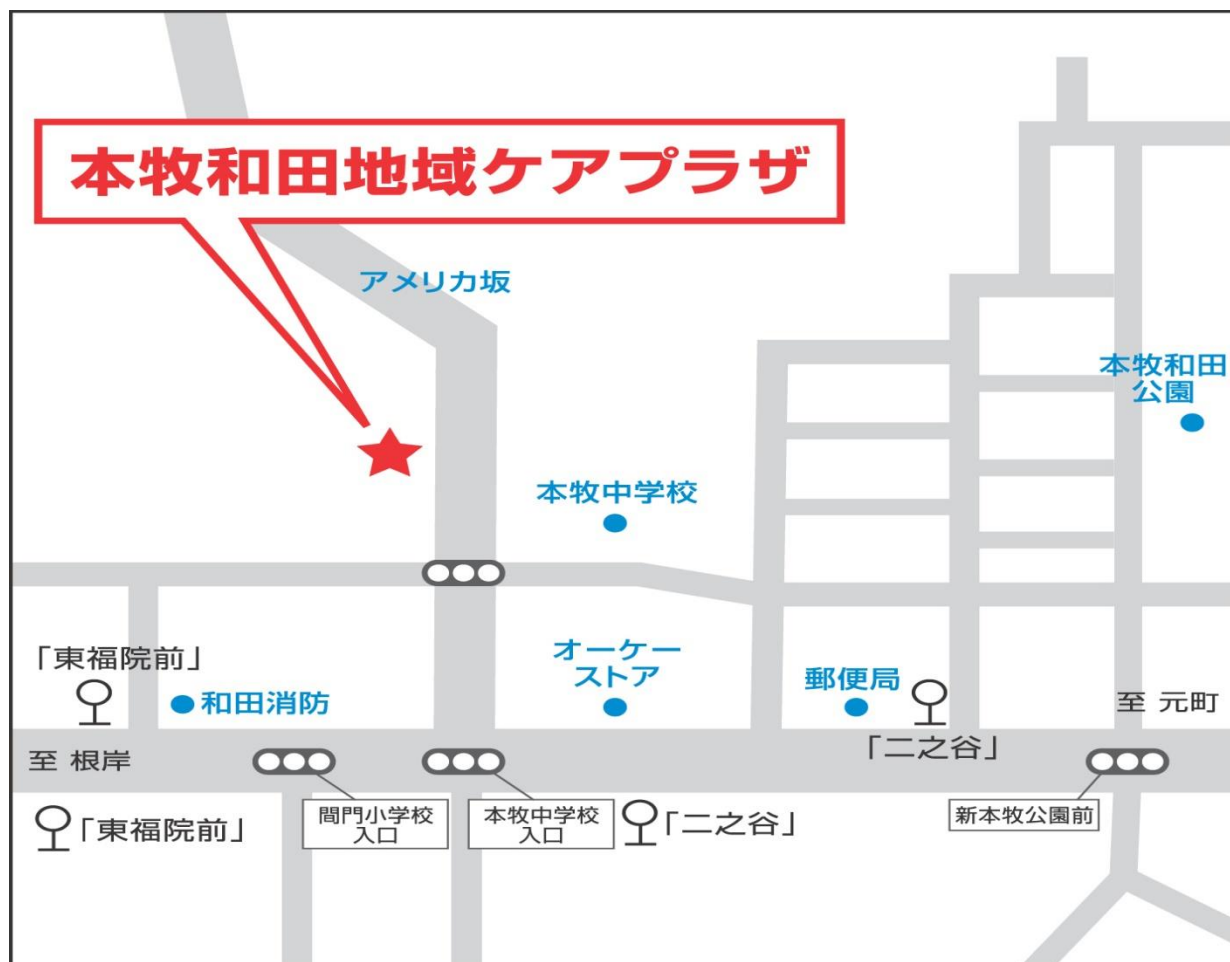 本牧和田地域ケアプラザ
アメリカ坂
本牧和田
公園
本牧中学校
「東福院前」
和田消防
オーケー
ストア
郵便局
至 元町
至 根岸
「二之谷」
「東福院前」
間門小学校
入口
本牧中学校
入口
「二之谷」
新本牧公園前